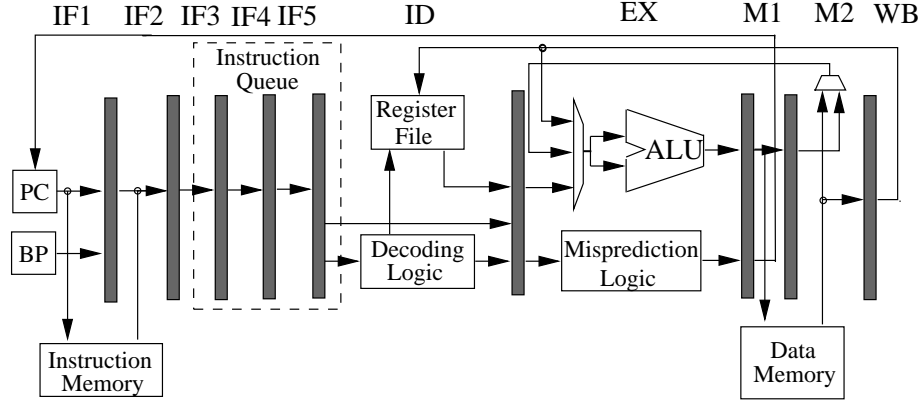 IF1 IF2 IF3 IF4 IF5 ID EX M1 M2 WB
Instruction
Queue
Register
File
PC
ALU
BP
Decoding
Logic
Misprediction
Logic
Instruction
Memory
Data
Memory